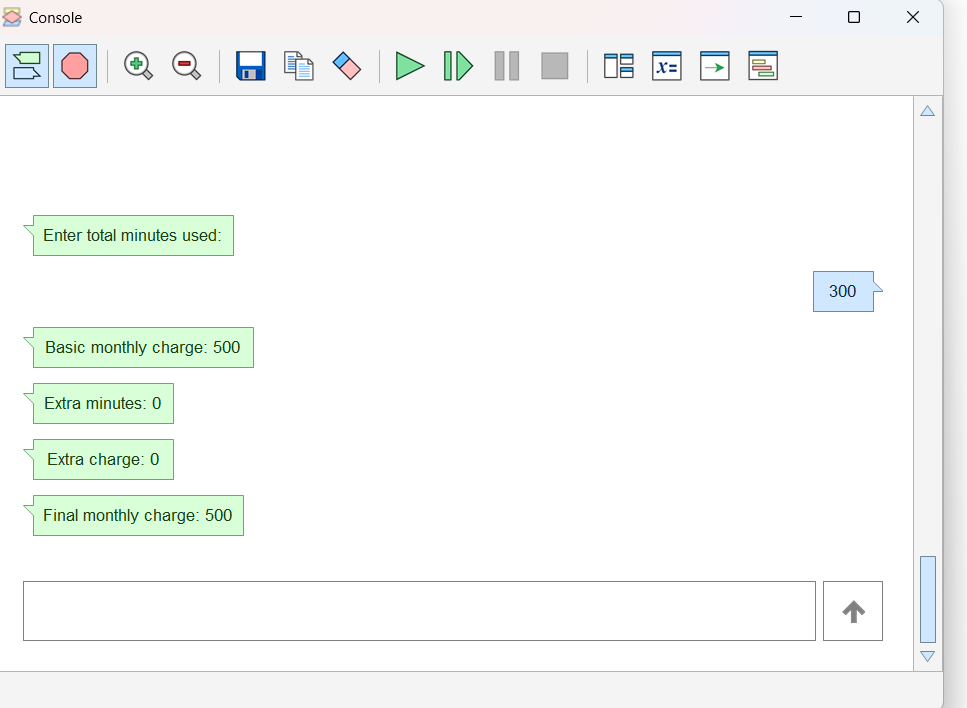 Console
x=
Enter total minutes used:
300
Basic monthly charge: 500
Extra minutes: 0
Extra charge: 0
Final monthly charge: 500